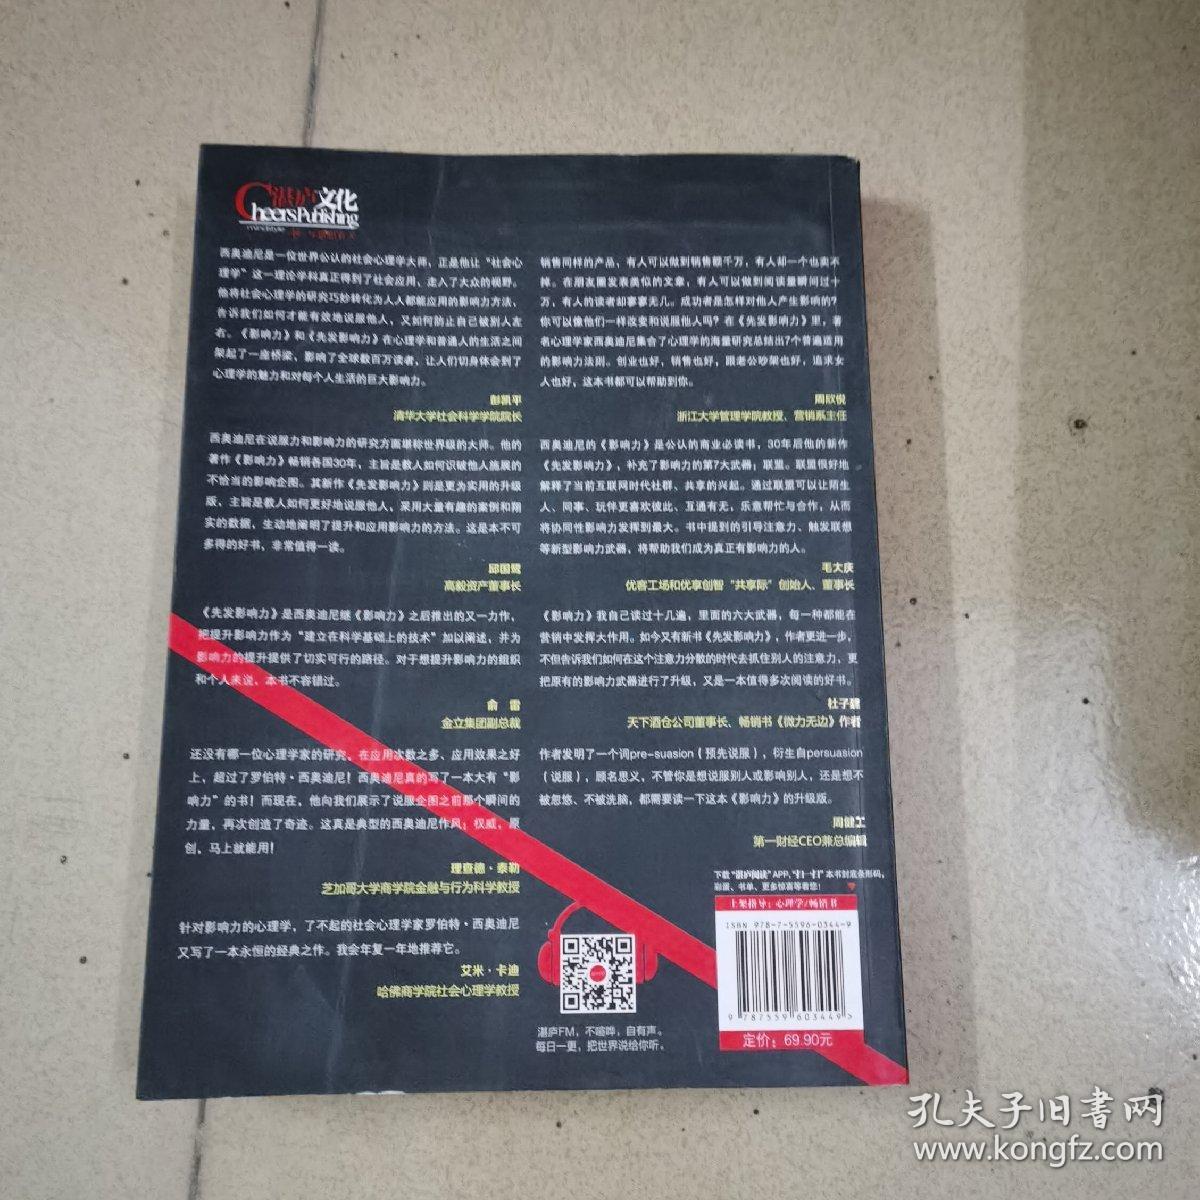 湛庐文化
Cheers Publishing
西奥迪尼是一位世界公认的社会心理学大师，正是他让“社会心
理学”这一理论学科真正得到了社会应用，走入了大众的视野。
他将社会心理学的研究巧妙转化为人人都能应用的影响力方法，
告诉我们如何才能有效地说服他人，又如何防止自己被别人左
右。《影响力》和《先发影响力》在心理学和普通人的生活之间
架起了一座桥梁，影响了全球数百万读者，让人们切身体会到了
心理学的魅力和对每个人生活的巨大影响力。
彭凯平
清华大学社会科学学院院长
西奥迪尼在说服力和影响力的研究方面堪称世界级的大师。他的
著作《影响力》畅销各国30年，主旨是教人如何识破他人施展的
不恰当的影响企图。其新作《先发影响力》则是更为实用的升级
版，主旨是教人如何更好地说服他人，采用大量有趣的案例和翔
实的数据，生动地阐明了提升和应用影响力的方法。这是本不可
多得的好书，非常值得一读。
邱国鹭
高毅资产董事长
《先发影响力》是西奥迪尼继《影响力》之后推出的又一力作，
把提升影响力作为“建立在科学基础上的技术”加以阐述，并为
影响力的提升提供了切实可行的路径。对于想提升影响力的组织
和个人来说，本书不容错过。
俞 雷
金立集团副总裁
还没有哪一位心理学家的研究，在应用次数之多、应用效果之好
上，超过了罗伯特·西奥迪尼！西奥迪尼真的写了一本大有“影
响力”的书！而现在，他向我们展示了说服企图之前那个瞬间的
力量，再次创造了奇迹。这真是典型的西奥迪尼作风：权威，原
创，马上就能用！
理查德·泰勒
芝加哥大学商学院金融与行为科学教授
针对影响力的心理学，了不起的社会心理学家罗伯特·西奥迪尼
又写了一本永恒的经典之作。我会年复一年地推荐它。
艾米·卡迪
哈佛商学院社会心理学教授
销售同样的产品，有人可以做到销售额千万，有人却一个也卖不
掉。在朋友圈发表类似的文章，有人可以做到阅读量瞬间过十
万，有人的读者却寥寥无几。成功者是怎样对他人产生影响的？
你可以像他们一样改变和说服他人吗？在《先发影响力》里，著
名心理学家西奥迪尼集合了心理学的海量研究总结出7个普遍适用
的影响力法则。创业也好，销售也好，跟老公吵架也好，追求女
人也好，这本书都可以帮助到你。
周欣悦
浙江大学管理学院教授、营销系主任
西奥迪尼的《影响力》是公认的商业必读书，30年后他的新作
《先发影响力》，补充了影响力的第7大武器：联盟。联盟很好地
解释了当前互联网时代社群、共享的兴起。通过联盟可以让陌生
人、同事、玩伴更喜欢彼此、互通有无，乐意帮忙与合作，从而
将协同性影响力发挥到最大。书中提到的引导注意力、触发联想
等新型影响力武器，将帮助我们成为真正有影响力的人。
毛大庆
优客工场和优享创智“共享际”创始人、董事长
《影响力》我自己读过十几遍，里面的六大武器，每一种都能在
营销中发挥大作用。如今又有新书《先发影响力》，作者更进一步，
不但告诉我们如何在这个注意力分散的时代去抓住别人的注意力，更
把原有的影响力武器进行了升级，又是一本值得多次阅读的好书。
杜子建
天下酒仓公司董事长、畅销书《微力无边》作者
作者发明了一个词pre-suasion（预先说服），衍生自persuasion
（说服），顾名思义，不管你是想说服别人或影响别人，还是想不
被忽悠、不被洗脑，都需要读一下这本《影响力》的升级版。
周健工
第一财经CEO兼总编辑
下载“湛庐阅读”APP，“扫一扫”本书封底条形码，
彩蛋、书单、更多惊喜等着您！
上架指导：心理学/畅销书
ISBN 978-7-5596-0344-9
9 787559 603449 >
定价：69.90元
湛庐FM，不喧哗，自有声。
每日一更，把世界说给你听。
孔夫子旧书网
www.kongfz.com